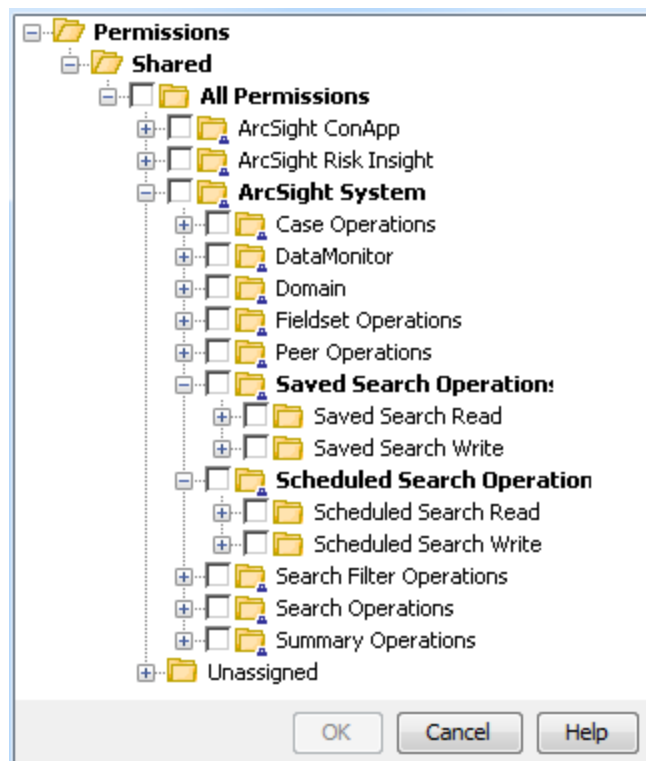 Permissions
Shared
All Permissions
ArcSight ConApp
ArcSight Risk Insight
ArcSight System
Case Operations
DataMonitor
Domain
Fieldset Operations
Peer Operations
Saved Search Operations
Saved Search Read
Saved Search Write
Scheduled Search Operation
Scheduled Search Read
Scheduled Search Write
Search Filter Operations
Search Operations
Summary Operations
Unassigned
OK Cancel Help